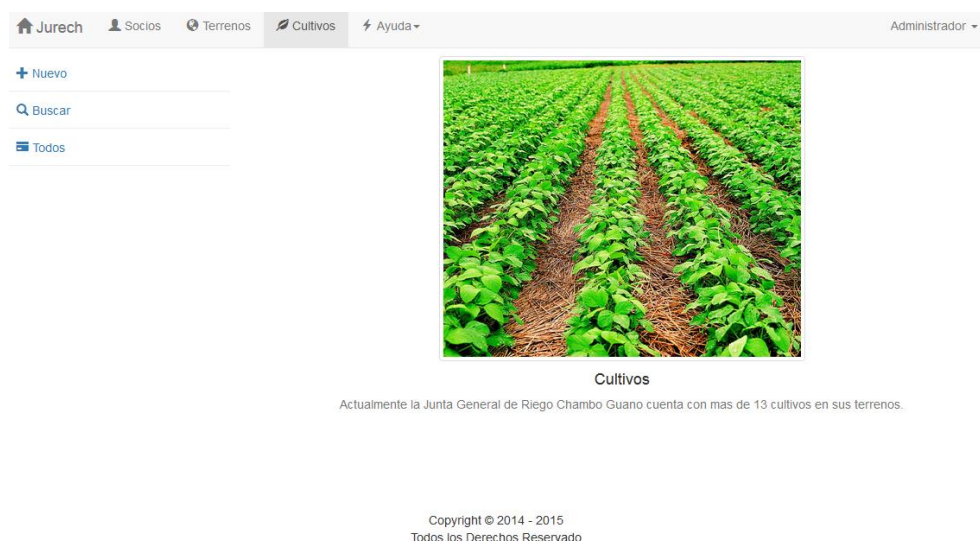 Jurech Socios Terrenos Cultivos Ayuda Administrador
Nuevo
Buscar
Todos
Cultivos
Actualmente la Junta General de Riego Chambo Guano cuenta con mas de 13 cultivos en sus terrenos.
Copyright © 2014 - 2015
Todos los Derechos Reservado